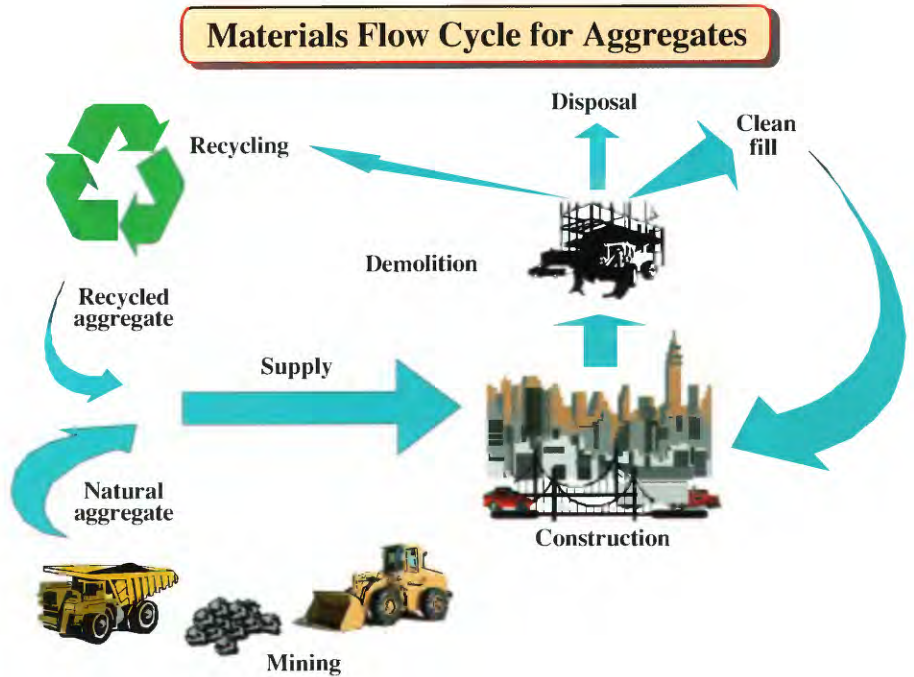 Materials Flow Cycle for Aggregates
Disposal
Clean
fill
Recycling
Demolition
Recycled
aggregate
Supply
Natural
aggregate
Construction
Mining